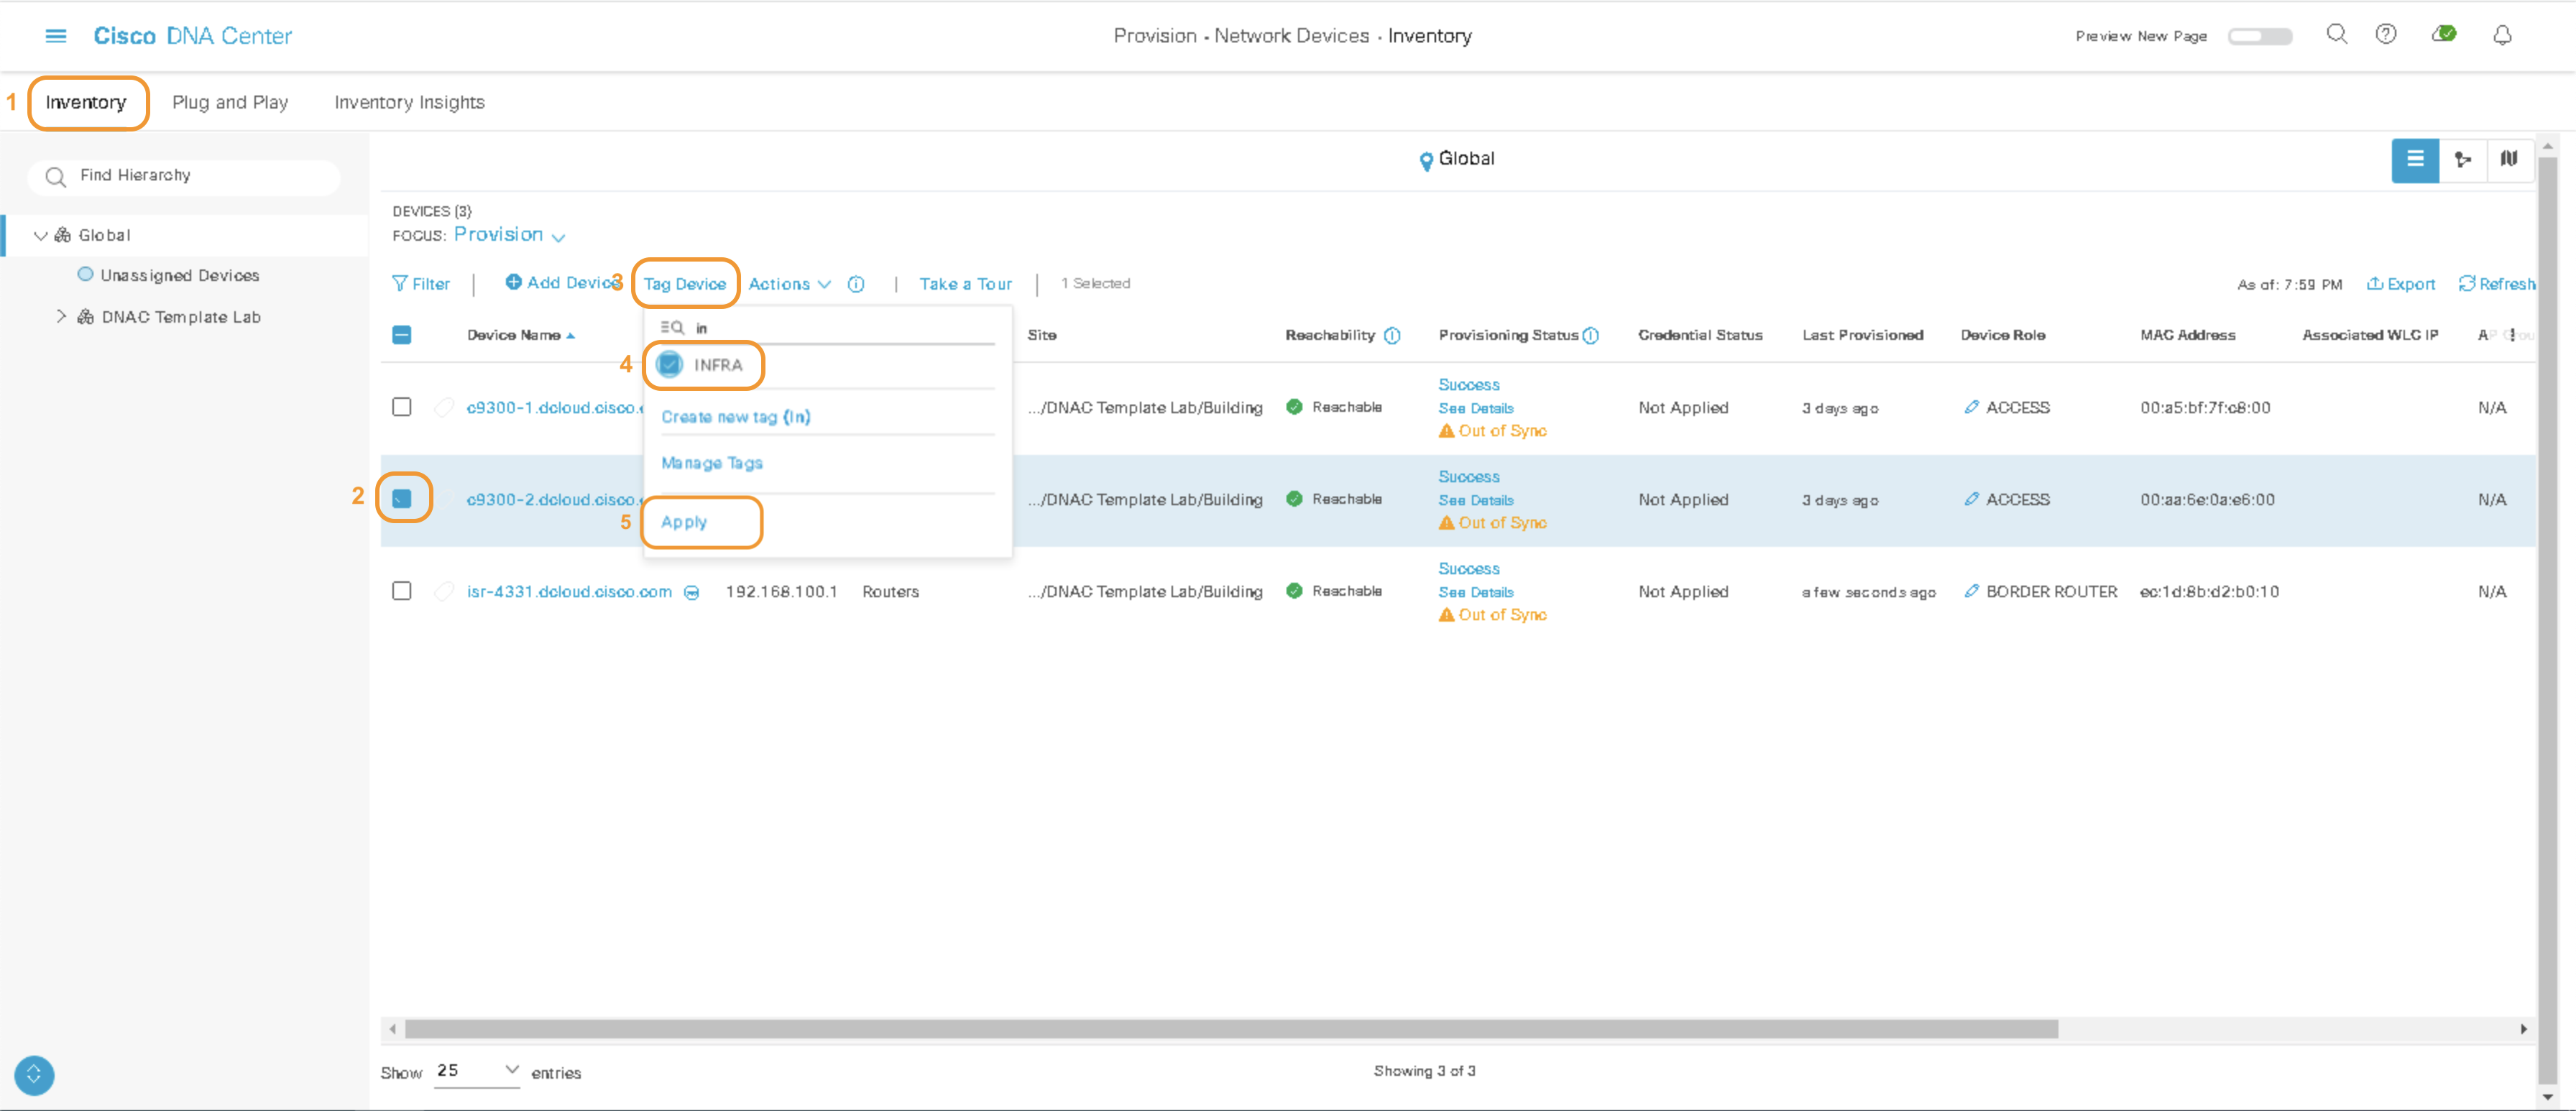 Cisco DNA Center
Provision • Network Devices • Inventory
Preview New Page
1
Inventory
Plug and Play
Inventory Insights
Find Hierarchy
Global
Unassigned Devices
DNAC Template Lab
Global
DEVICES (3)
FOCUS: Provision
Filter | Add Device 3 Tag Device Actions | Take a Tour | 1 Selected
As of: 7:59 PM Export Refresh
in
4 INFRA
Create new tag (In)
Manage Tags
5 Apply
Device Name Site Reachability Provisioning Status Credential Status Last Provisioned Device Role MAC Address Associated WLC IP
c9300-1.dcloud.cisco. .../DNAC Template Lab/Building Reachable Success Not Applied 3 days ago ACCESS 00:a5:bf:7f:c8:00 N/A
See Details
Out of Sync
2 c9300-2.dcloud.cisco. .../DNAC Template Lab/Building Reachable Success Not Applied 3 days ago ACCESS 00:aa:6e:0a:e6:00 N/A
See Details
Out of Sync
isr-4331.dcloud.cisco.com 192.168.100.1 Routers .../DNAC Template Lab/Building Reachable Success Not Applied a few seconds ago BORDER ROUTER ec:1d:8b:d2:b0:10 N/A
See Details
Out of Sync
Show 25 entries
Showing 3 of 3